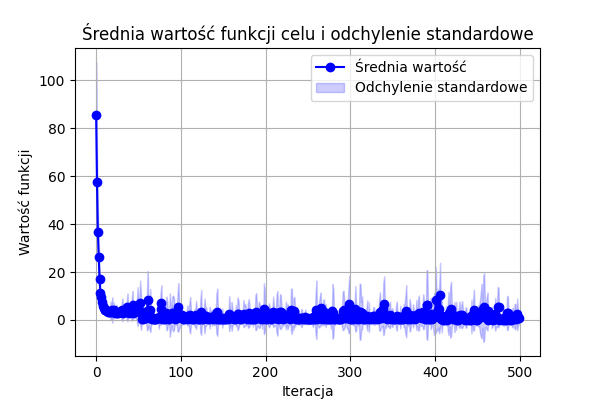 Średnia wartość funkcji celu i odchylenie standardowe
Średnia wartość
Odchylenie standardowe
Wartość funkcji
100
80
60
40
20
0
0 100 200 300 400 500
Iteracja